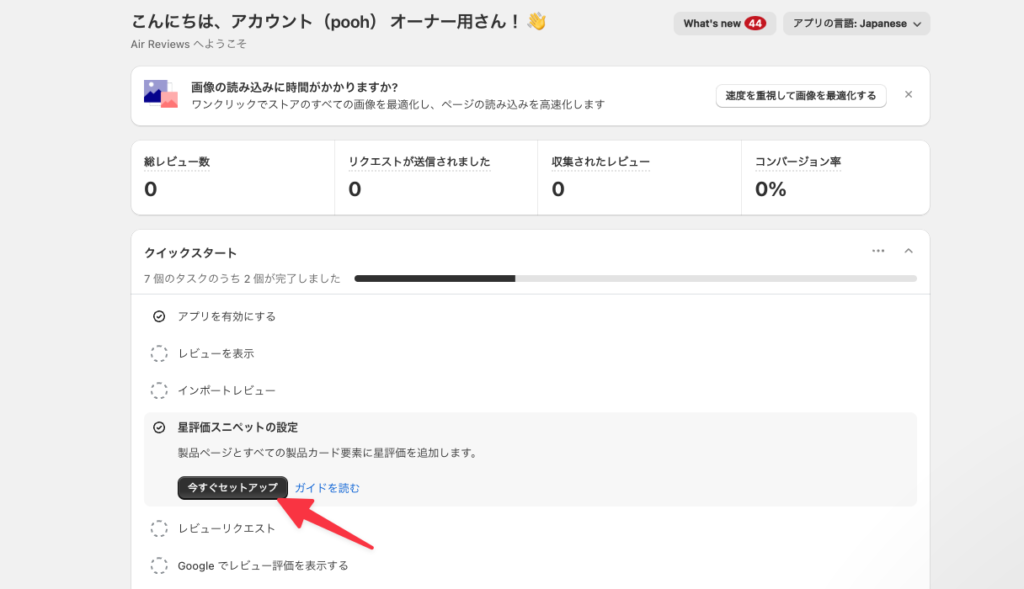 こんにちは、アカウント（pooh） オーナー用さん！👋
What's new 44
アプリの言語: Japanese
Air Reviews へようこそ
画像の読み込みに時間がかかりますか?
ワンクリックでストアのすべての画像を最適化し、ページの読み込みを高速化します
速度を重視して画像を最適化する
総レビュー数
0
リクエストが送信されました
0
収集されたレビュー
0
コンバージョン率
0%
クイックスタート
7 個のタスクのうち 2 個が完了しました
アプリを有効にする
レビューを表示
インポートレビュー
星評価スニペットの設定
製品ページとすべての製品カード要素に星評価を追加します。
今すぐセットアップ
ガイドを読む
レビューリクエスト
Google でレビュー評価を表示する